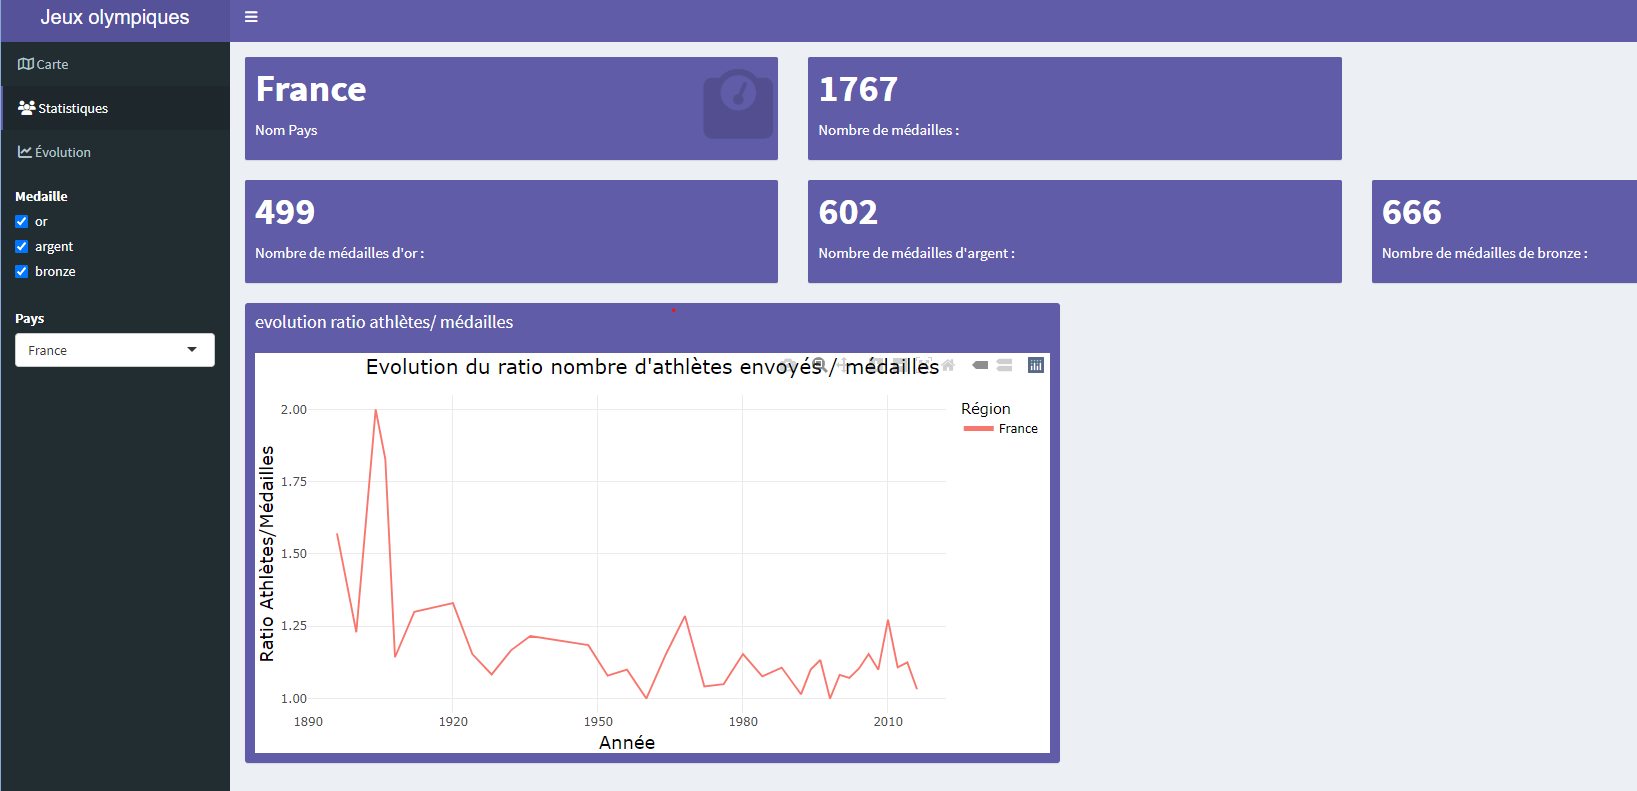 Jeux olympiques
Carte
Statistiques
Évolution
Medaille
or
argent
bronze
Pays
France
France
Nom Pays
1767
Nombre de médailles :
499
Nombre de médailles d'or :
602
Nombre de médailles d'argent :
666
Nombre de médailles de bronze :
evolution ratio athlètes/ médailles
Evolution du ratio nombre d'athlètes envoyés / médailles
Ratio Athlètes/Médailles
2.00
1.75
1.50
1.25
1.00
1890
1920
1950
1980
2010
Année
Région
France